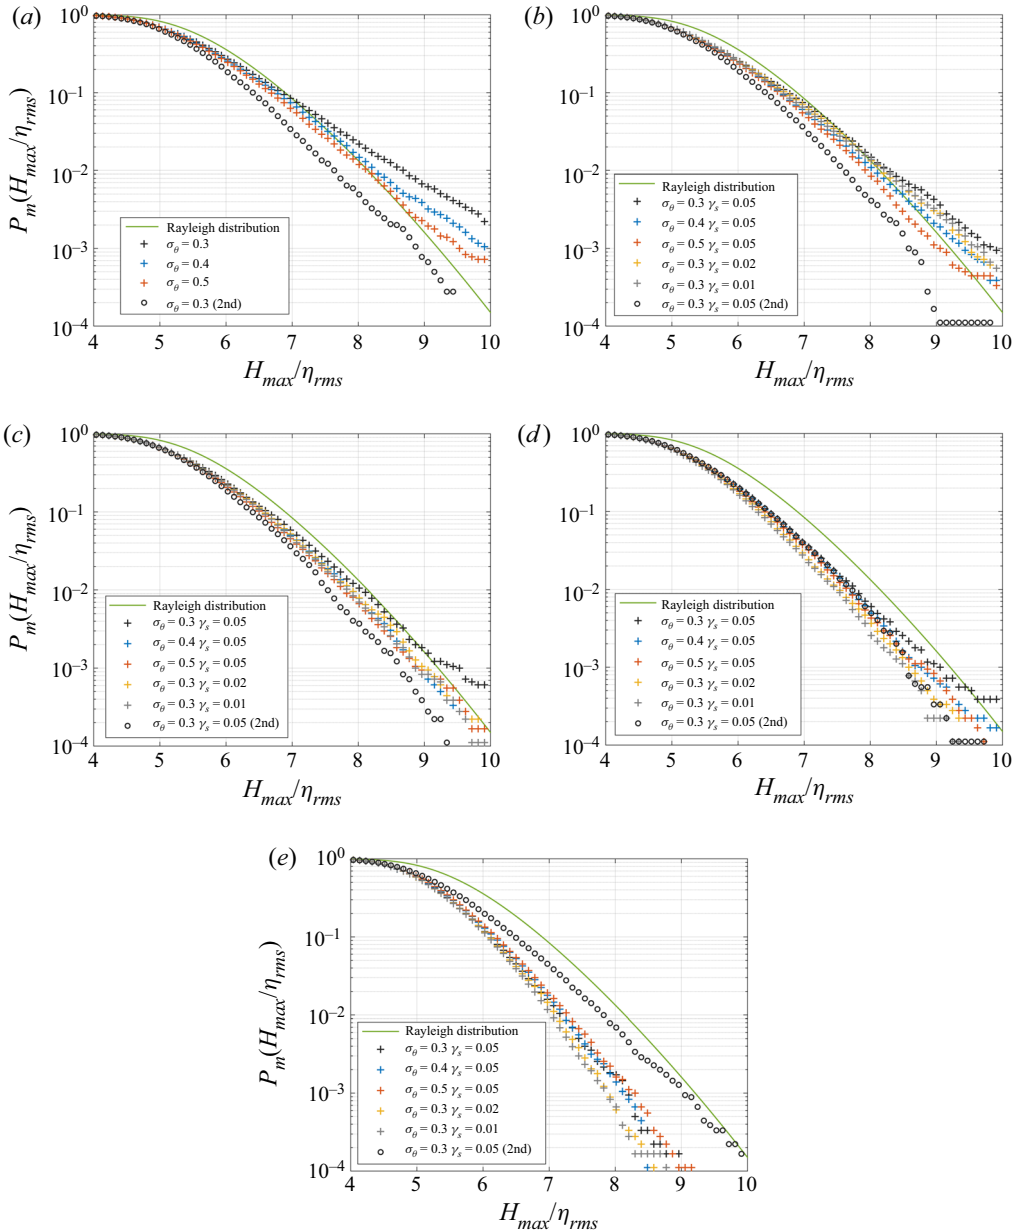 (a)
10⁰
10⁻¹
10⁻²
10⁻³
10⁻⁴
P_m(H_max/η_rms)
Rayleigh distribution
σ_θ = 0.3
σ_θ = 0.4
σ_θ = 0.5
σ_θ = 0.3 (2nd)
4 5 6 7 8 9 10
H_max/η_rms
(b)
10⁰
10⁻¹
10⁻²
10⁻³
10⁻⁴
Rayleigh distribution
σ_θ = 0.3 γ_s = 0.05
σ_θ = 0.4 γ_s = 0.05
σ_θ = 0.5 γ_s = 0.05
σ_θ = 0.3 γ_s = 0.02
σ_θ = 0.3 γ_s = 0.01
σ_θ = 0.3 γ_s = 0.05 (2nd)
4 5 6 7 8 9 10
H_max/η_rms
(c)
10⁰
10⁻¹
10⁻²
10⁻³
10⁻⁴
P_m(H_max/η_rms)
Rayleigh distribution
σ_θ = 0.3 γ_s = 0.05
σ_θ = 0.4 γ_s = 0.05
σ_θ = 0.5 γ_s = 0.05
σ_θ = 0.3 γ_s = 0.02
σ_θ = 0.3 γ_s = 0.01
σ_θ = 0.3 γ_s = 0.05 (2nd)
4 5 6 7 8 9 10
H_max/η_rms
(d)
10⁰
10⁻¹
10⁻²
10⁻³
10⁻⁴
Rayleigh distribution
σ_θ = 0.3 γ_s = 0.05
σ_θ = 0.4 γ_s = 0.05
σ_θ = 0.5 γ_s = 0.05
σ_θ = 0.3 γ_s = 0.02
σ_θ = 0.3 γ_s = 0.01
σ_θ = 0.3 γ_s = 0.05 (2nd)
4 5 6 7 8 9 10
H_max/η_rms
(e)
10⁰
10⁻¹
10⁻²
10⁻³
10⁻⁴
P_m(H_max/η_rms)
Rayleigh distribution
σ_θ = 0.3 γ_s = 0.05
σ_θ = 0.4 γ_s = 0.05
σ_θ = 0.5 γ_s = 0.05
σ_θ = 0.3 γ_s = 0.02
σ_θ = 0.3 γ_s = 0.01
σ_θ = 0.3 γ_s = 0.05 (2nd)
4 5 6 7 8 9 10
H_max/η_rms